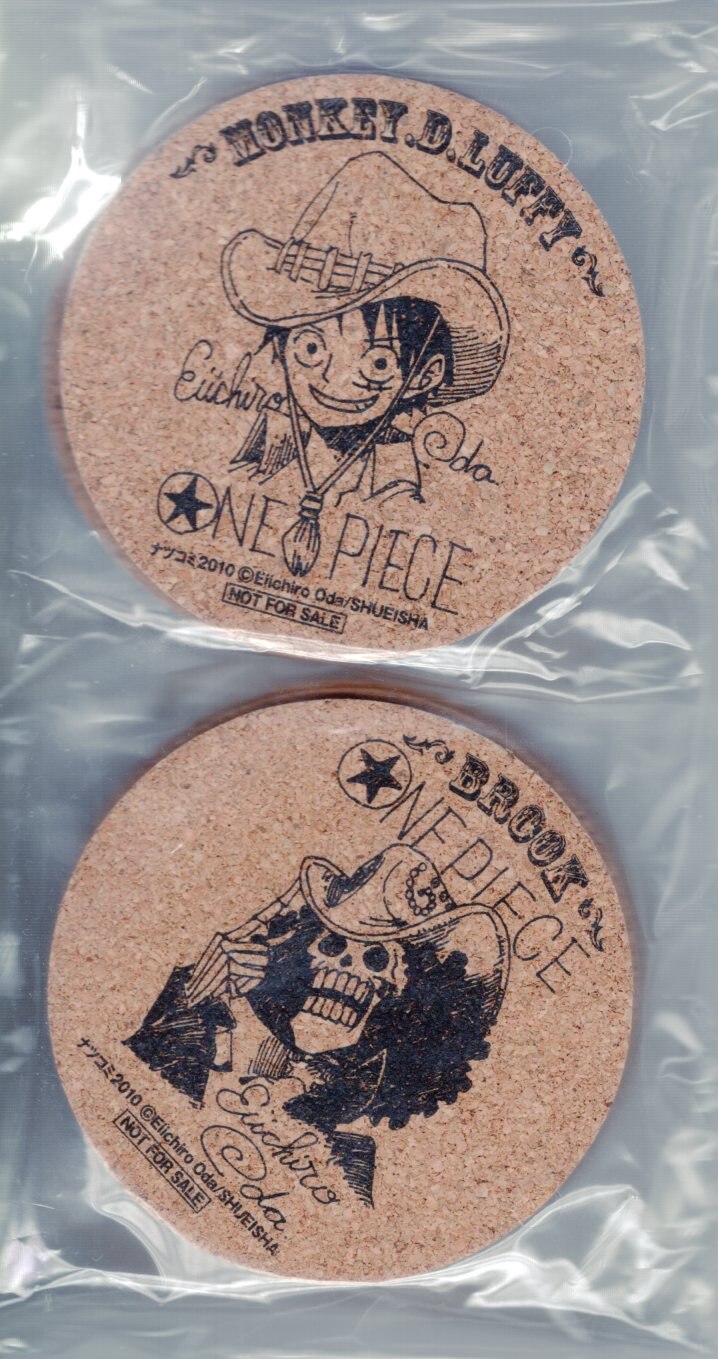 MONKEY.D.LUFFY
Eiichiro Oda
ONE PIECE
ナツコミ2010 ©Eiichiro Oda/SHUEISHA
NOT FOR SALE
BROOK
ONE PIECE
Eiichiro
Oda
ナツコミ2010 ©Eiichiro Oda/SHUEISHA
NOT FOR SALE